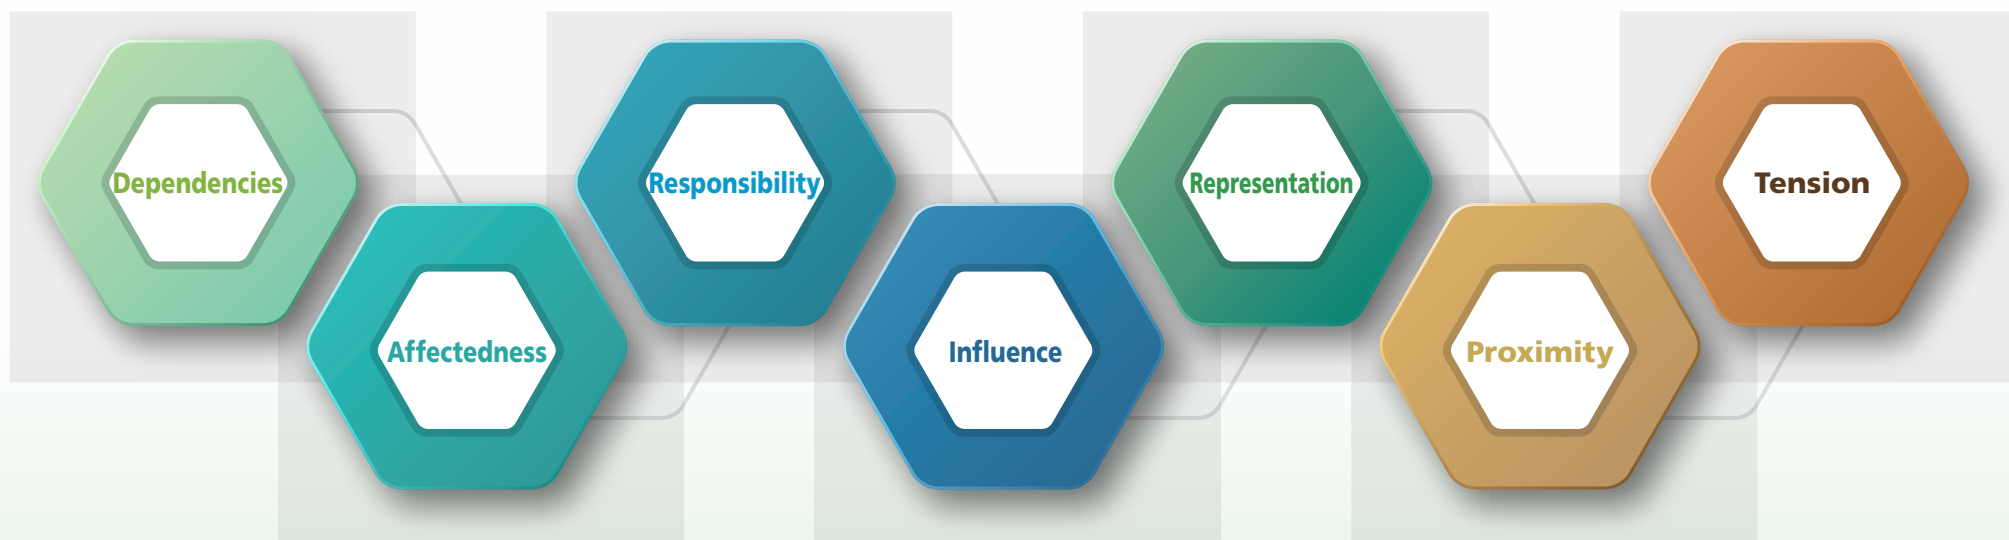 Dependencies
Affectedness
Responsibility
Influence
Representation
Proximity
Tension